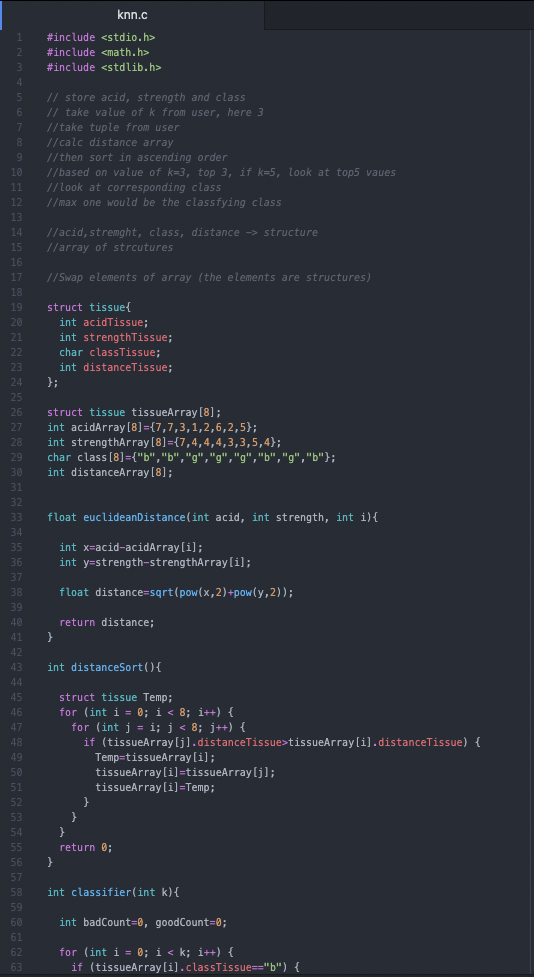 knn.c
1 #include <stdio.h>
2 #include <math.h>
3 #include <stdlib.h>
4
5 // store acid, strength and class
6 // take value of k from user, here 3
7 //take tuple from user
8 //calc distance array
9 //then sort in ascending order
10 //based on value of k=3, top 3, if k=5, look at top5 vaues
11 //look at corresponding class
12 //max one would be the classfying class
13
14 //acid,stremght, class, distance -> structure
15 //array of strcutures
16
17 //Swap elements of array (the elements are structures)
18
19 struct tissue{
20 int acidTissue;
21 int strengthTissue;
22 char classTissue;
23 int distanceTissue;
24 };
25
26 struct tissue tissueArray[8];
27 int acidArray[8]={7,7,3,1,2,6,2,5};
28 int strengthArray[8]={7,4,4,4,3,3,5,4};
29 char class[8]={"b","b","g","g","g","b","g","b"};
30 int distanceArray[8];
31
32
33 float euclideanDistance(int acid, int strength, int i){
34
35 int x=acid-acidArray[i];
36 int y=strength-strengthArray[i];
37
38 float distance=sqrt(pow(x,2)+pow(y,2));
39
40 return distance;
41 }
42
43 int distanceSort(){
44
45 struct tissue Temp;
46 for (int i = 0; i < 8; i++) {
47 for (int j = i; j < 8; j++) {
48 if (tissueArray[j].distanceTissue>tissueArray[i].distanceTissue) {
49 Temp=tissueArray[i];
50 tissueArray[i]=tissueArray[j];
51 tissueArray[i]=Temp;
52 }
53 }
54 }
55 return 0;
56 }
57
58 int classifier(int k){
59
60 int badCount=0, goodCount=0;
61
62 for (int i = 0; i < k; i++) {
63 if (tissueArray[i].classTissue=="b") {